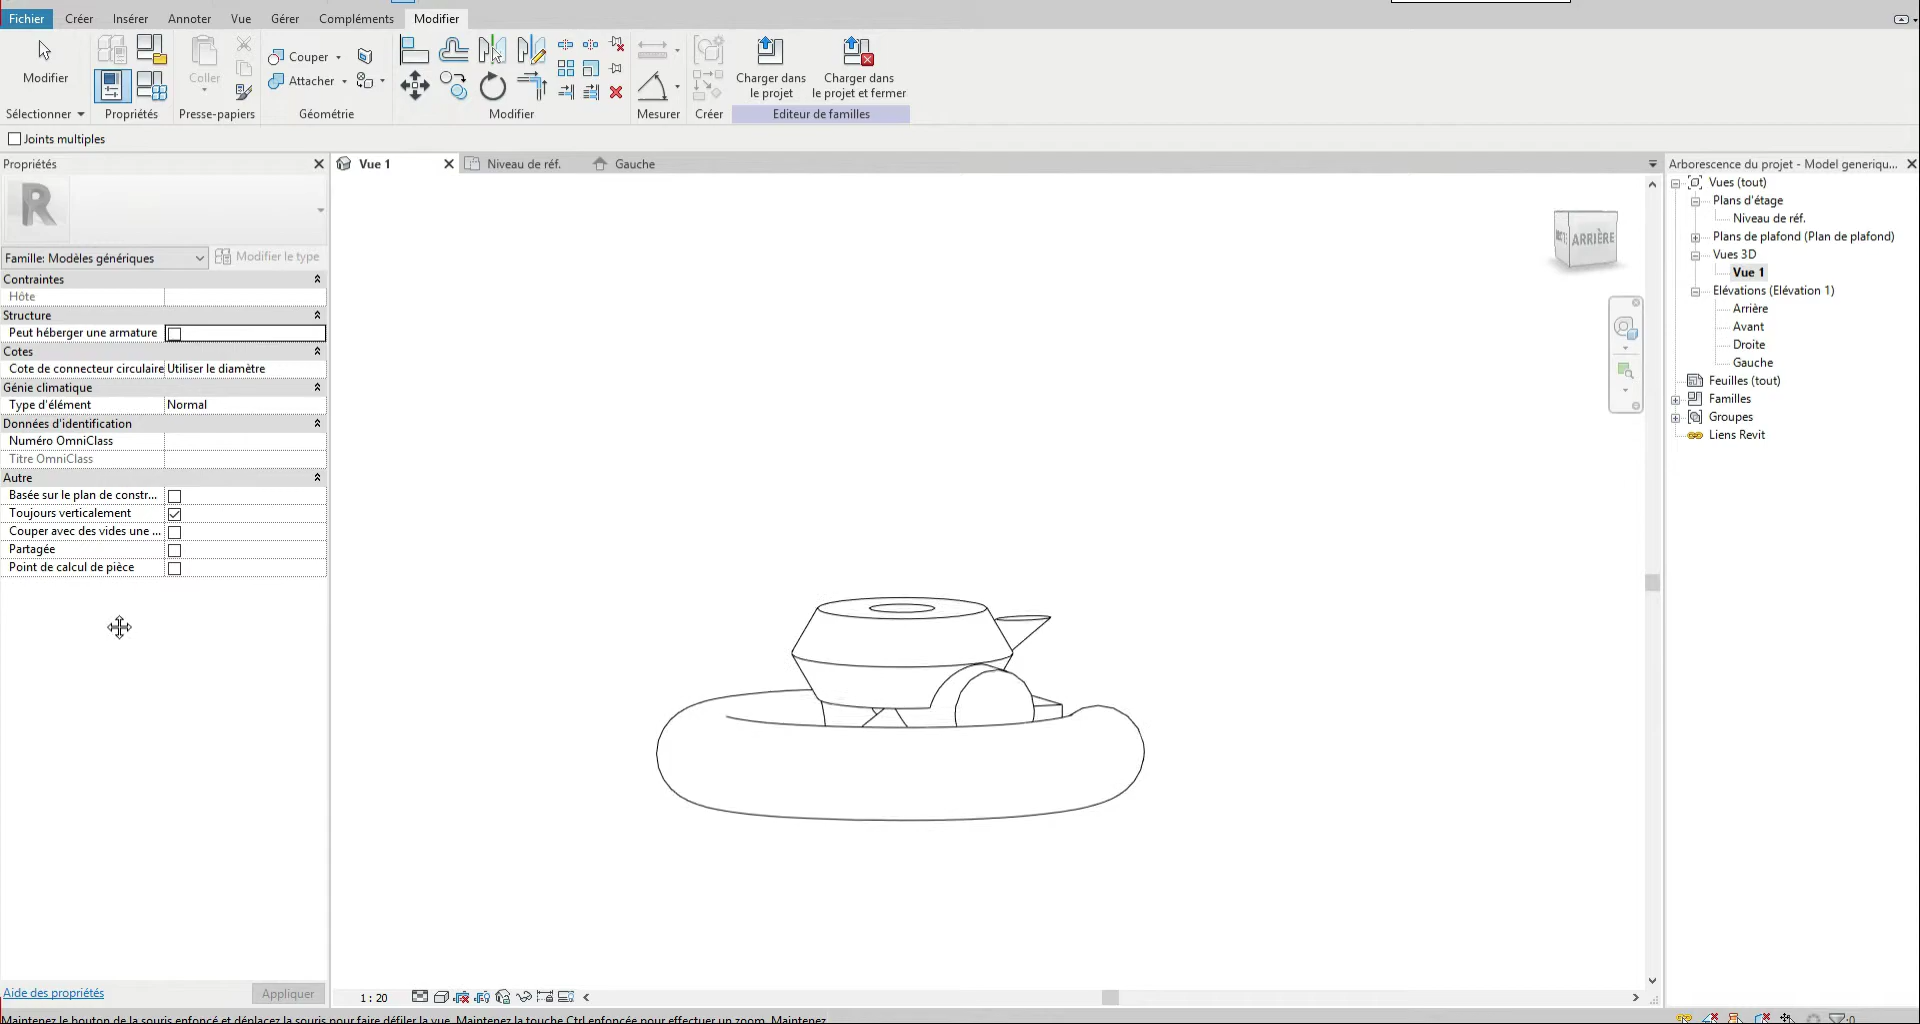 Fichier Créer Insérer Annoter Vue Gérer Compléments Modifier
Modifier
Coller
Couper
Attacher
Charger dans
le projet
Charger dans
le projet et fermer
Sélectionner Propriétés Presse-papiers Géométrie Modifier Mesurer Créer Editeur de familles
Joints multiples
Propriétés
R
Famille: Modèles génériques
Modifier le type
Contraintes
Hôte
Structure
Peut héberger une armature
Cotes
Cote de connecteur circulaire Utiliser le diamètre
Génie climatique
Type d'élément Normal
Données d'identification
Numéro OmniClass
Titre OmniClass
Autre
Basée sur le plan de constr...
Toujours verticalement
Couper avec des vides une ...
Partagée
Point de calcul de pièce
Aide des propriétés
Appliquer
Vue 1 Niveau de réf. Gauche
ARRIÈRE
1 : 20
Arborescence du projet - Model generiqu...
Vues (tout)
Plans d'étage
Niveau de réf.
Plans de plafond (Plan de plafond)
Vues 3D
Vue 1
Elévations (Elévation 1)
Arrière
Avant
Droite
Gauche
Feuilles (tout)
Familles
Groupes
Liens Revit
Maintenez le bouton de la souris enfoncé et déplacez la souris pour faire défiler la vue. Maintenez la touche Ctrl enfoncée pour effectuer un zoom. Maintenez
:0